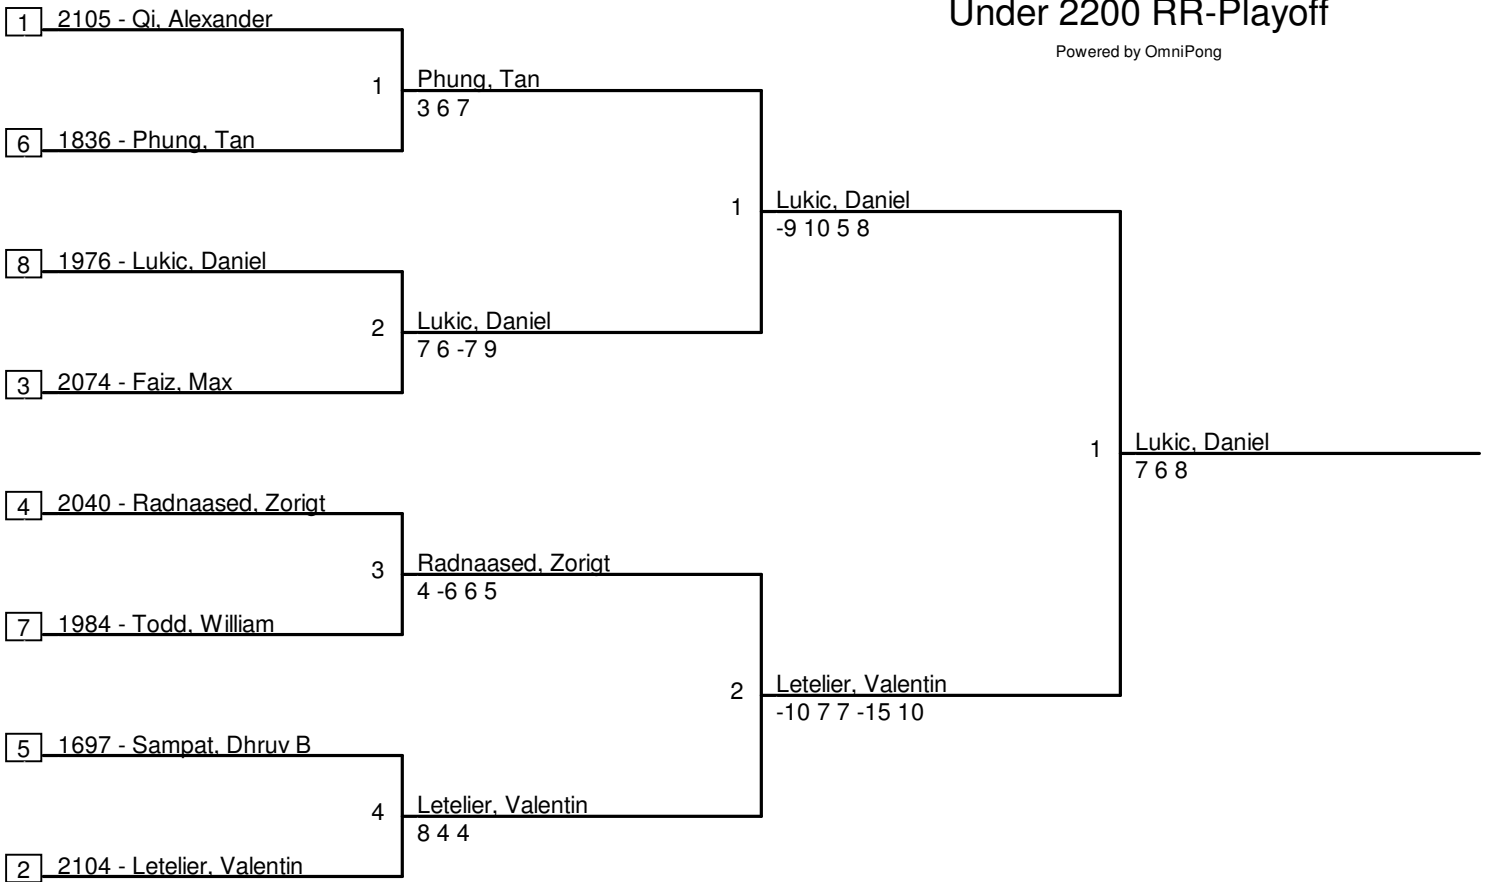 Under 2200 RR-Playoff
Powered by OmniPong
1 2105 - Qi, Alexander
1 Phung, Tan
3 6 7
6 1836 - Phung, Tan
1 Lukic, Daniel
-9 10 5 8
8 1976 - Lukic, Daniel
2 Lukic, Daniel
7 6 -7 9
3 2074 - Faiz, Max
1 Lukic, Daniel
7 6 8
4 2040 - Radnaased, Zorigt
3 Radnaased, Zorigt
4 -6 6 5
7 1984 - Todd, William
2 Letelier, Valentin
-10 7 7 -15 10
5 1697 - Sampat, Dhruv B
4 Letelier, Valentin
8 4 4
2 2104 - Letelier, Valentin